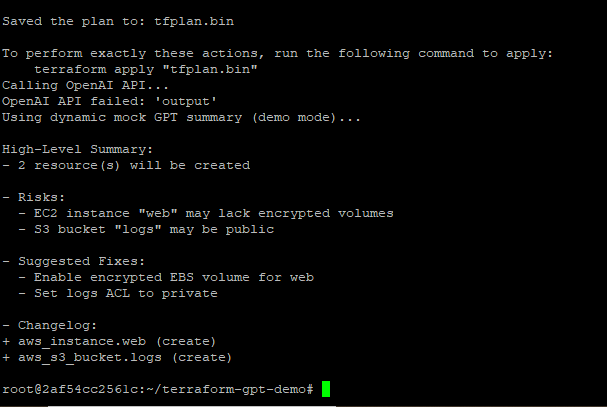 Saved the plan to: tfplan.bin
To perform exactly these actions, run the following command to apply:
    terraform apply "tfplan.bin"
Calling OpenAI API...
OpenAI API failed: 'output'
Using dynamic mock GPT summary (demo mode)...
High-Level Summary:
- 2 resource(s) will be created
- Risks:
  - EC2 instance "web" may lack encrypted volumes
  - S3 bucket "logs" may be public
- Suggested Fixes:
  - Enable encrypted EBS volume for web
  - Set logs ACL to private
- Changelog:
+ aws_instance.web (create)
+ aws_s3_bucket.logs (create)
root@2af54cc2561c:~/terraform-gpt-demo#